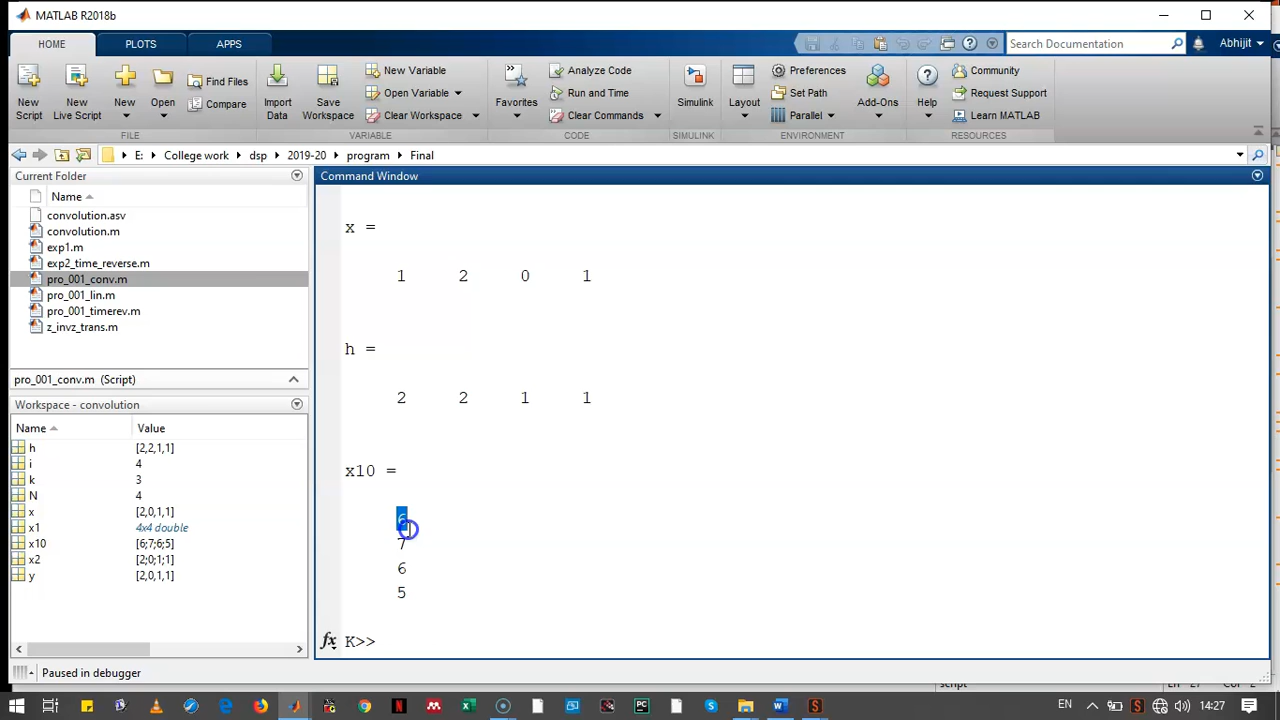 MATLAB R2018b
HOME PLOTS APPS Search Documentation Abhijit
New Script New Live Script New Open Find Files Compare
Import Data Save Workspace New Variable Open Variable Clear Workspace
Favorites Analyze Code Run and Time Clear Commands
Simulink Layout Preferences Set Path Parallel Add-Ons
Help Community Request Support Learn MATLAB
FILE VARIABLE CODE SIMULINK ENVIRONMENT RESOURCES
E: College work dsp 2019-20 program Final
Current Folder
Name
convolution.asv
convolution.m
exp1.m
exp2_time_reverse.m
pro_001_conv.m
pro_001_lin.m
pro_001_timerev.m
z_invz_trans.m
pro_001_conv.m (Script)
Workspace - convolution
Name Value
h [2,2,1,1]
i 4
k 3
N 4
x [2,0,1,1]
x1 4x4 double
x10 [6;7;6;5]
x2 [2;0;1;1]
y [2,0,1,1]
Command Window
x =
1 2 0 1
h =
2 2 1 1
x10 =
6
7
6
5
fx K>>
Paused in debugger
EN 14:27